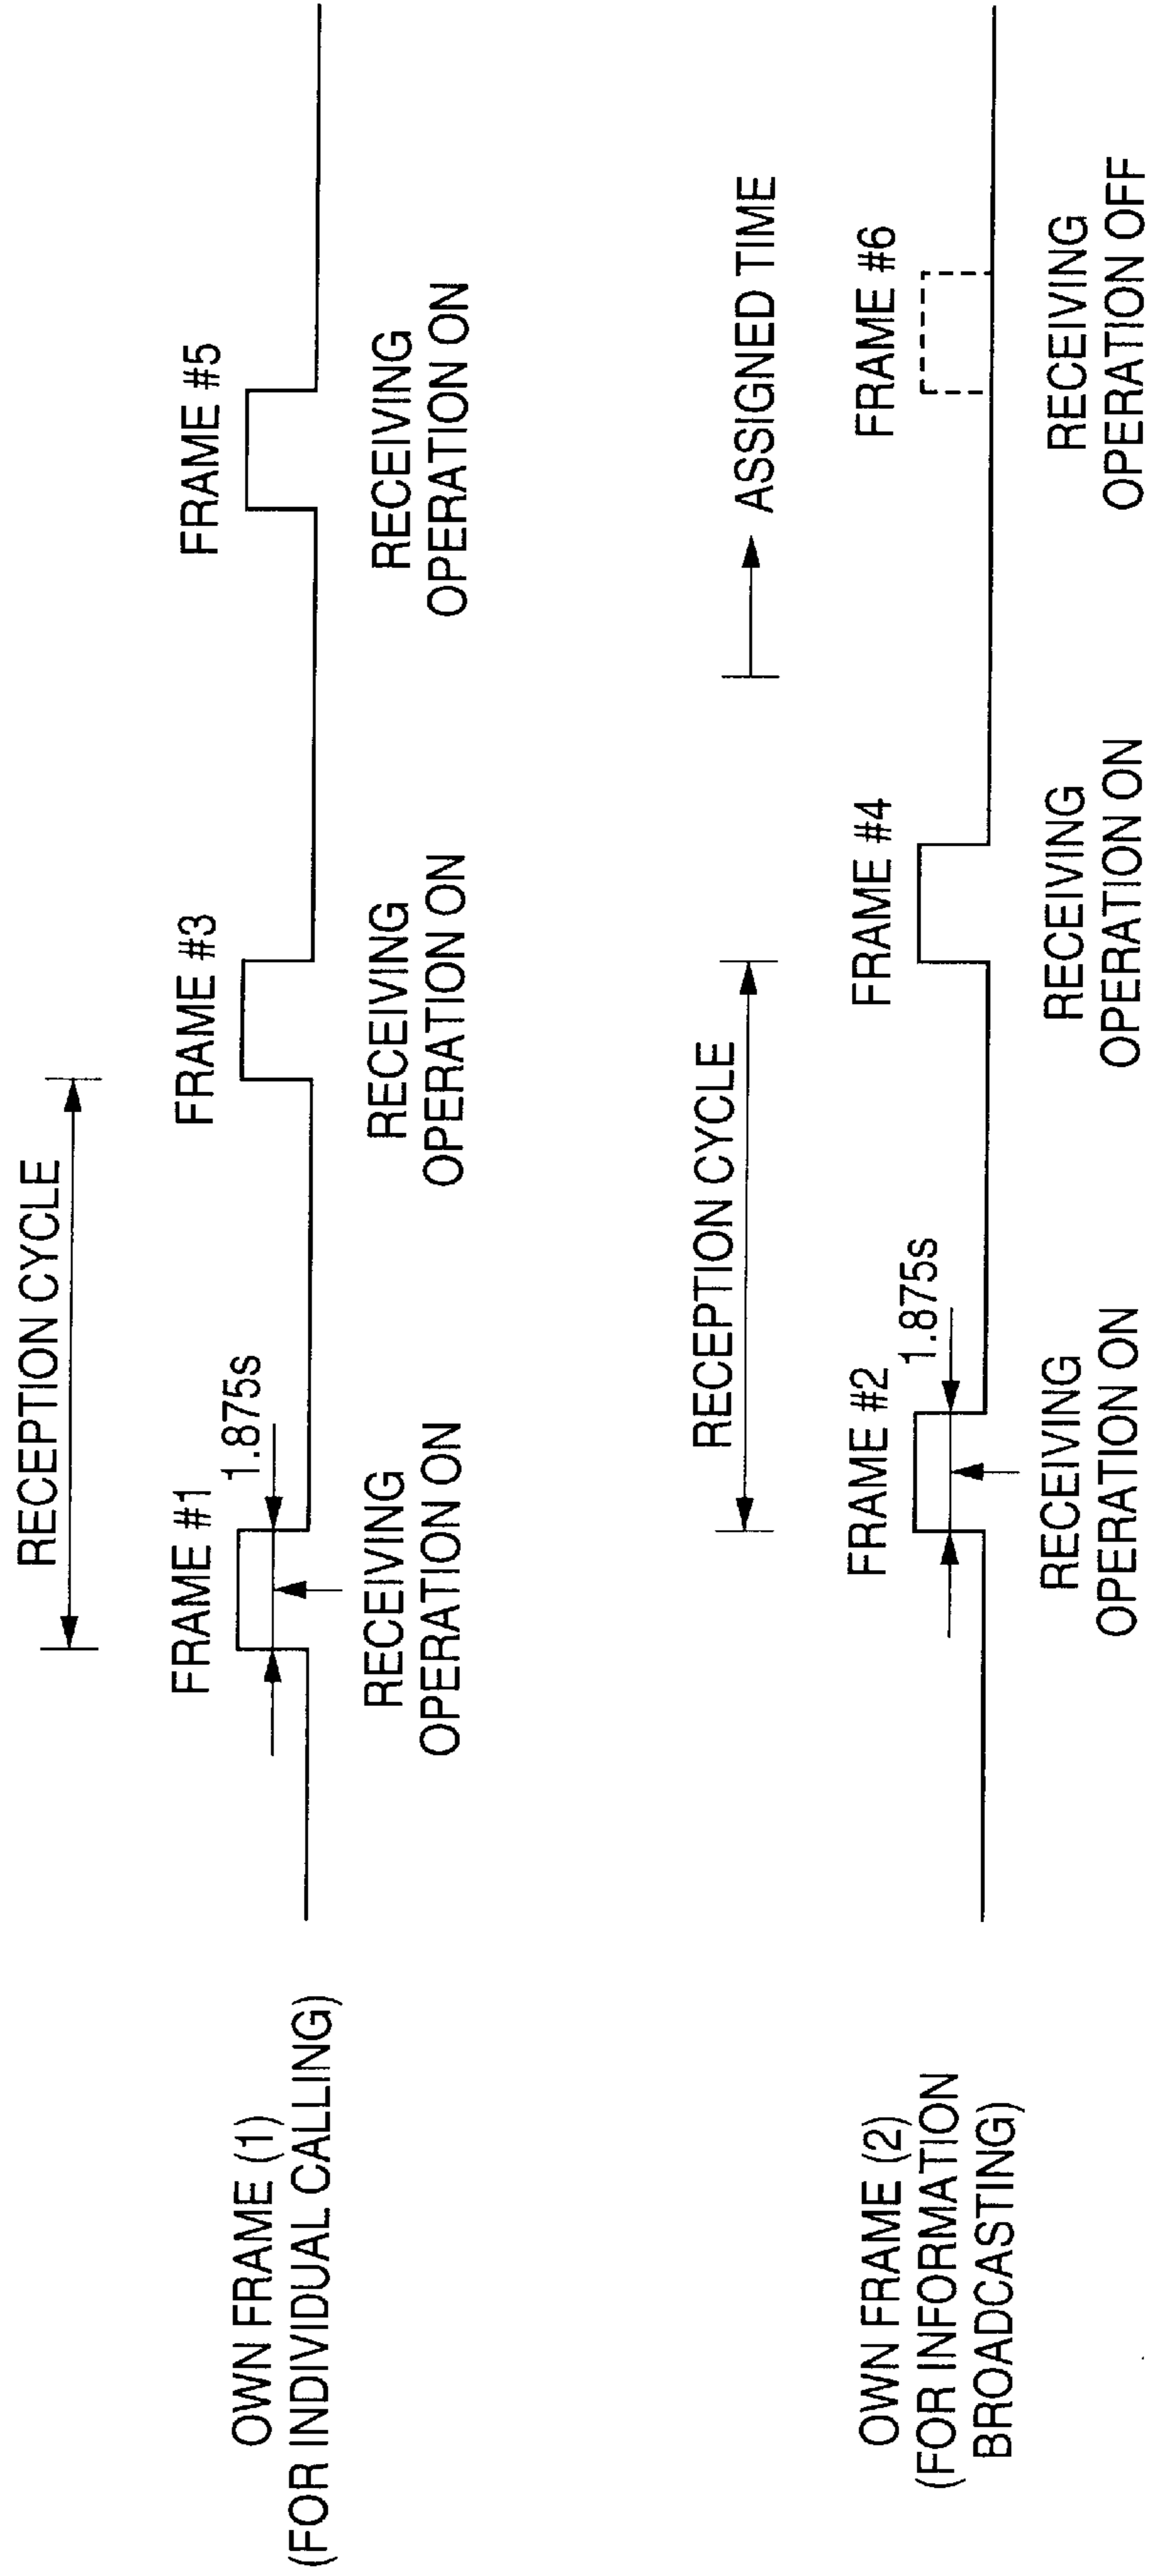 RECEPTION CYCLE
FRAME #1
1.875s
FRAME #3
FRAME #5
OWN FRAME (1)
(FOR INDIVIDUAL CALLING)
RECEIVING
OPERATION ON
RECEIVING
OPERATION ON
RECEIVING
OPERATION ON
RECEPTION CYCLE
ASSIGNED TIME
FRAME #2
1.875s
FRAME #4
FRAME #6
OWN FRAME (2)
(FOR INFORMATION
BROADCASTING)
RECEIVING
OPERATION ON
RECEIVING
OPERATION ON
RECEIVING
OPERATION OFF